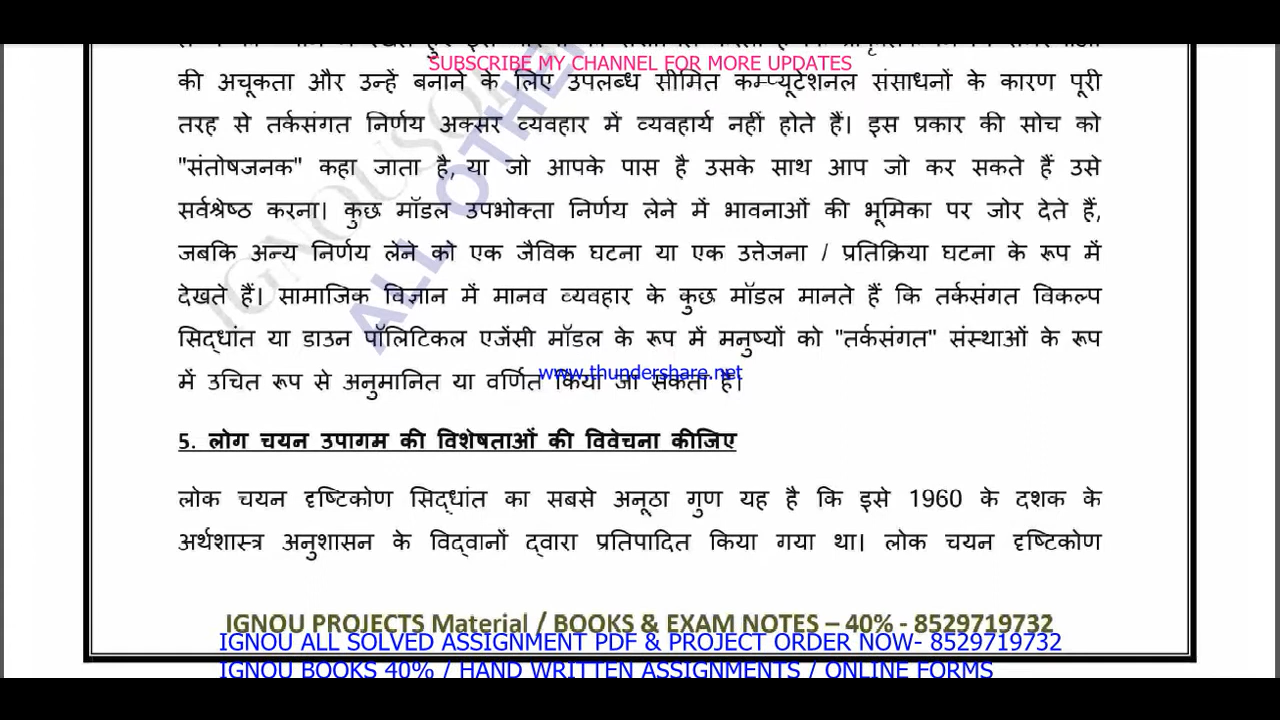 SUBSCRIBE MY CHANNEL FOR MORE UPDATES
की अचूकता और उन्हें बनाने के लिए उपलब्ध सीमित कम्प्यूटेशनल संसाधनों के कारण पूरी
तरह से तर्कसंगत निर्णय अक्सर व्यवहार में व्यवहार्य नहीं होते हैं। इस प्रकार की सोच को
"संतोषजनक" कहा जाता है, या जो आपके पास है उसके साथ आप जो कर सकते हैं उसे
सर्वश्रेष्ठ करना। कुछ मॉडल उपभोक्ता निर्णय लेने में भावनाओं की भूमिका पर जोर देते हैं,
जबकि अन्य निर्णय लेने को एक जैविक घटना या एक उत्तेजना / प्रतिक्रिया घटना के रूप में
देखते हैं। सामाजिक विज्ञान में मानव व्यवहार के कुछ मॉडल मानते हैं कि तर्कसंगत विकल्प
सिद्धांत या डाउन पॉलिटिकल एजेंसी मॉडल के रूप में मनुष्यों को "तर्कसंगत" संस्थाओं के रूप
में उचित रूप से अनुमानित या वर्णित किया जा सकता है।
www.thundershare.net
5. लोग चयन उपागम की विशेषताओं की विवेचना कीजिए
लोक चयन दृष्टिकोण सिद्धांत का सबसे अनूठा गुण यह है कि इसे 1960 के दशक के
अर्थशास्त्र अनुशासन के विद्वानों द्वारा प्रतिपादित किया गया था। लोक चयन दृष्टिकोण
IGNOU PROJECTS Material / BOOKS & EXAM NOTES – 40% - 8529719732
IGNOU ALL SOLVED ASSIGNMENT PDF & PROJECT ORDER NOW- 8529719732
IGNOU BOOKS 40% / HAND WRITTEN ASSIGNMENTS / ONLINE FORMS
ALL